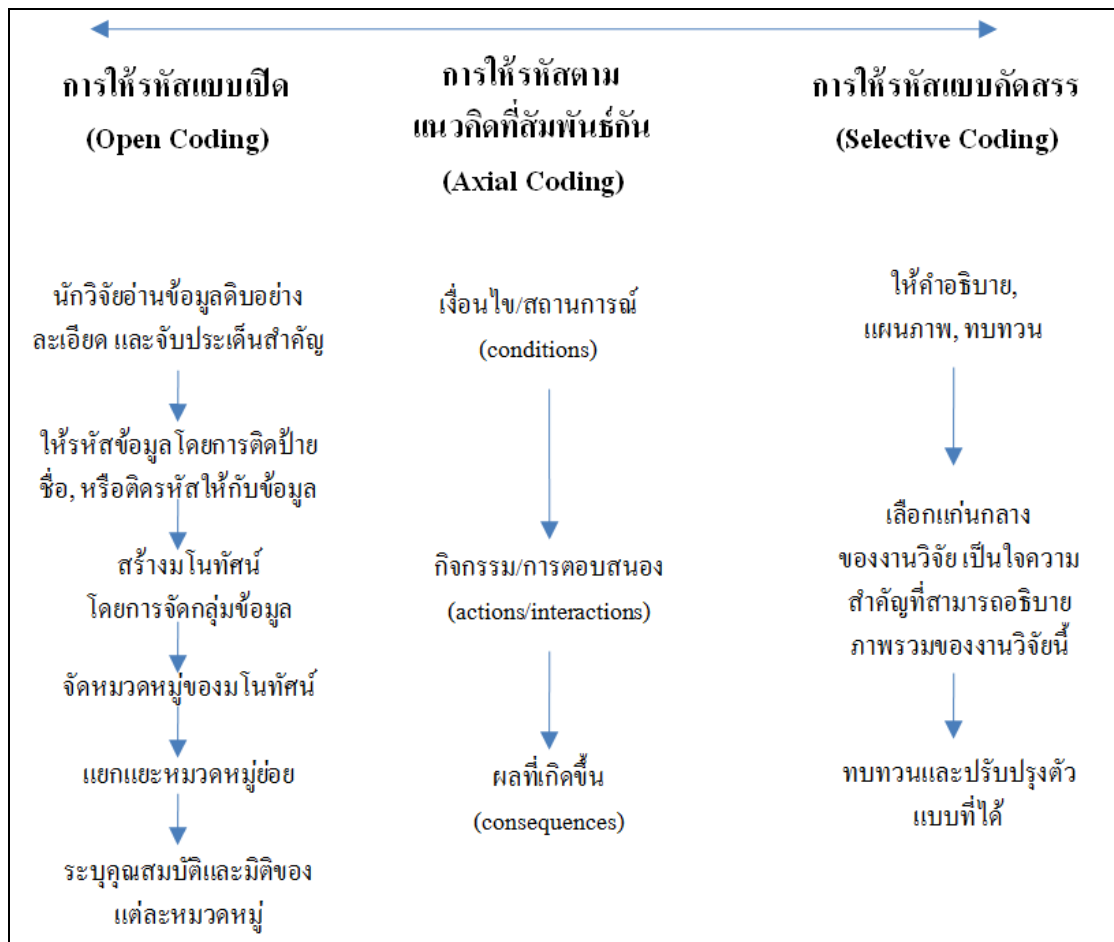 การให้รหัสแบบเปิด
(Open Coding)
นักวิจัยอ่านข้อมูลดิบอย่าง
ละเอียด และจับประเด็นสำคัญ
ให้รหัสข้อมูลโดยการติดป้าย
ชื่อ, หรือติดรหัสให้กับข้อมูล
สร้างมโนทัศน์
โดยการจัดกลุ่มข้อมูล
จัดหมวดหมู่ของมโนทัศน์
แยกแยะหมวดหมู่ย่อย
ระบุคุณสมบัติและมิติของ
แต่ละหมวดหมู่
การให้รหัสตาม
แนวคิดที่สัมพันธ์กัน
(Axial Coding)
เงื่อนไข/สถานการณ์
(conditions)
กิจกรรม/การตอบสนอง
(actions/interactions)
ผลที่เกิดขึ้น
(consequences)
การให้รหัสแบบคัดสรร
(Selective Coding)
ให้คำอธิบาย,
แผนภาพ, ทบทวน
เลือกแก่นกลาง
ของงานวิจัย เป็นใจความ
สำคัญที่สามารถอธิบาย
ภาพรวมของงานวิจัยนี้
ทบทวนและปรับปรุงตัว
แบบที่ได้